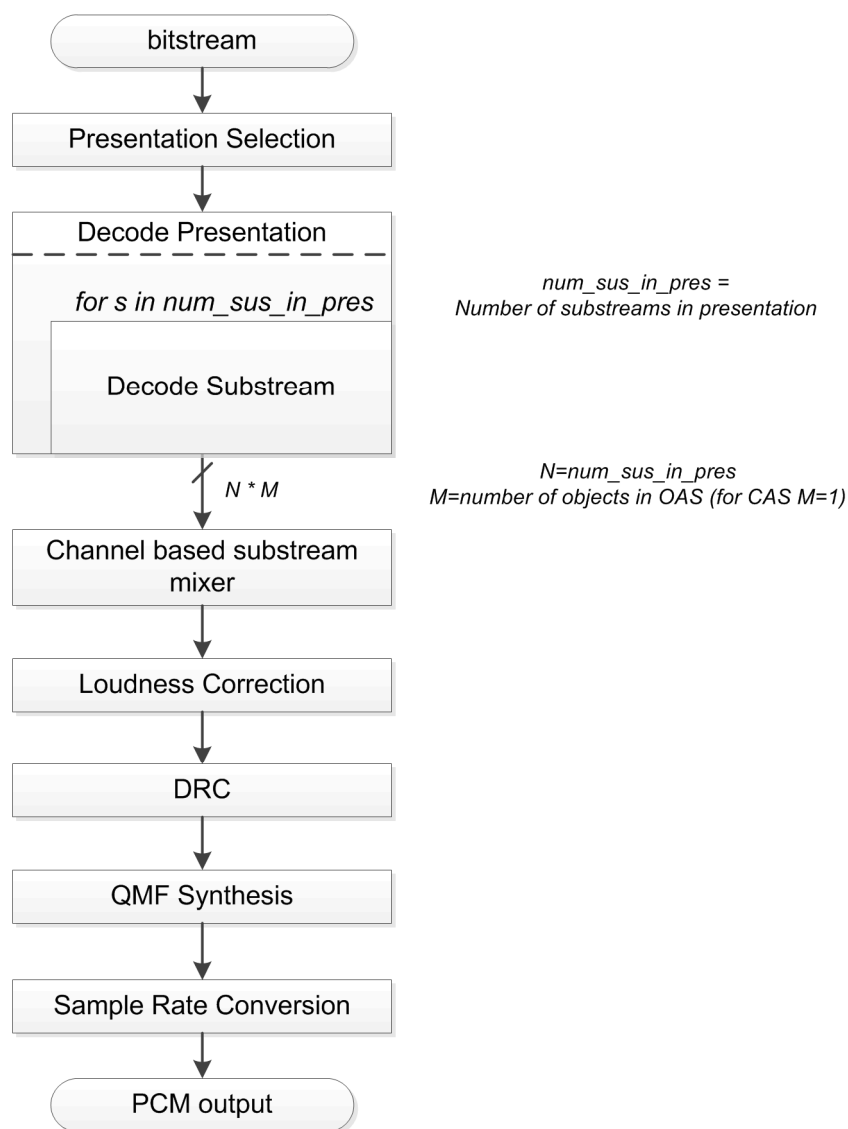 bitstream
Presentation Selection
Decode Presentation
for s in num_sus_in_pres
Decode Substream
num_sus_in_pres =
Number of substreams in presentation
N * M
N=num_sus_in_pres
M=number of objects in OAS (for CAS M=1)
Channel based substream
mixer
Loudness Correction
DRC
QMF Synthesis
Sample Rate Conversion
PCM output